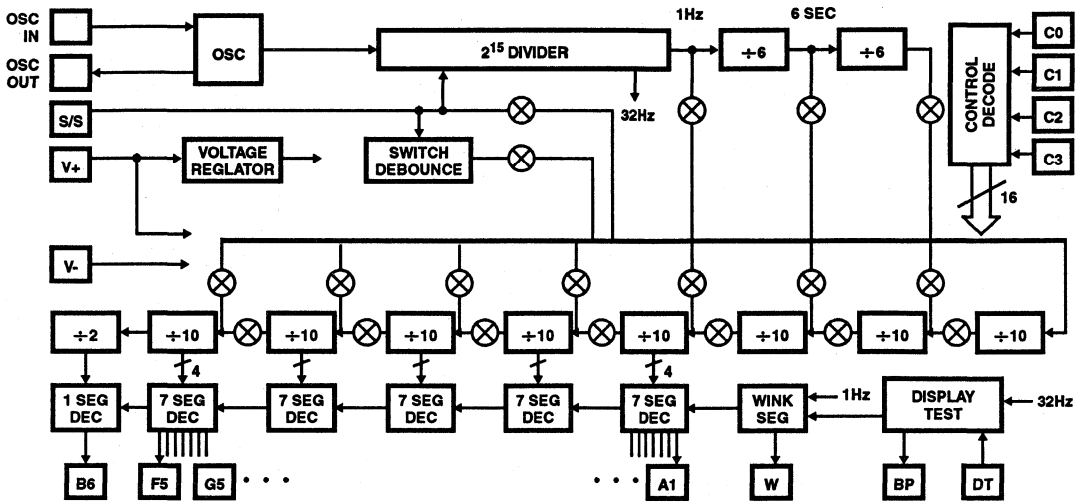 OSC
IN
OSC
OUT
OSC
2^15 DIVIDER
1Hz
÷6
6 SEC
÷6
32Hz
CONTROL
DECODE
C0
C1
C2
C3
16
S/S
V+
VOLTAGE
REGLATOR
SWITCH
DEBOUNCE
V-
÷2
÷10
÷10
÷10
÷10
÷10
÷10
÷10
÷10
4
4
1 SEG
DEC
7 SEG
DEC
7 SEG
DEC
7 SEG
DEC
7 SEG
DEC
7 SEG
DEC
WINK
SEG
1Hz
DISPLAY
TEST
32Hz
B6
F5
G5
A1
W
BP
DT